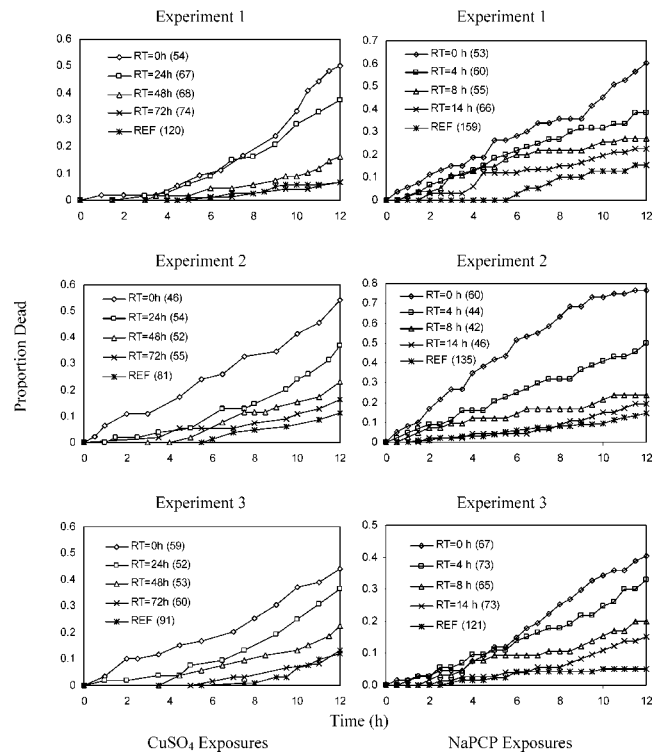 Experiment 1
0.6
0.5
0.4
0.3
0.2
0.1
0
RT=0h (54)
RT=24h (67)
RT=48h (68)
RT=72h (74)
REF (120)
0 2 4 6 8 10 12
Experiment 1
0.7
0.6
0.5
0.4
0.3
0.2
0.1
0
RT=0 h (53)
RT=4 h (60)
RT=8 h (55)
RT=14 h (66)
REF (159)
0 2 4 6 8 10 12
Proportion Dead
Experiment 2
0.6
0.5
0.4
0.3
0.2
0.1
0
RT=0h (46)
RT=24h (54)
RT=48h (52)
RT=72h (55)
REF (81)
0 2 4 6 8 10 12
Experiment 2
0.8
0.7
0.6
0.5
0.4
0.3
0.2
0.1
0
RT=0 h (60)
RT=4 h (44)
RT=8 h (42)
RT=14 h (46)
REF (135)
0 2 4 6 8 10 12
Experiment 3
0.6
0.5
0.4
0.3
0.2
0.1
0
RT=0h (59)
RT=24h (52)
RT=48h (53)
RT=72h (60)
REF (91)
0 2 4 6 8 10 12
Experiment 3
0.5
0.4
0.3
0.2
0.1
0.0
RT=0 h (67)
RT=4 h (73)
RT=8 h (65)
RT=14 h (73)
REF (121)
0 2 4 6 8 10 12
Time (h)
CuSO₄ Exposures
NaPCP Exposures